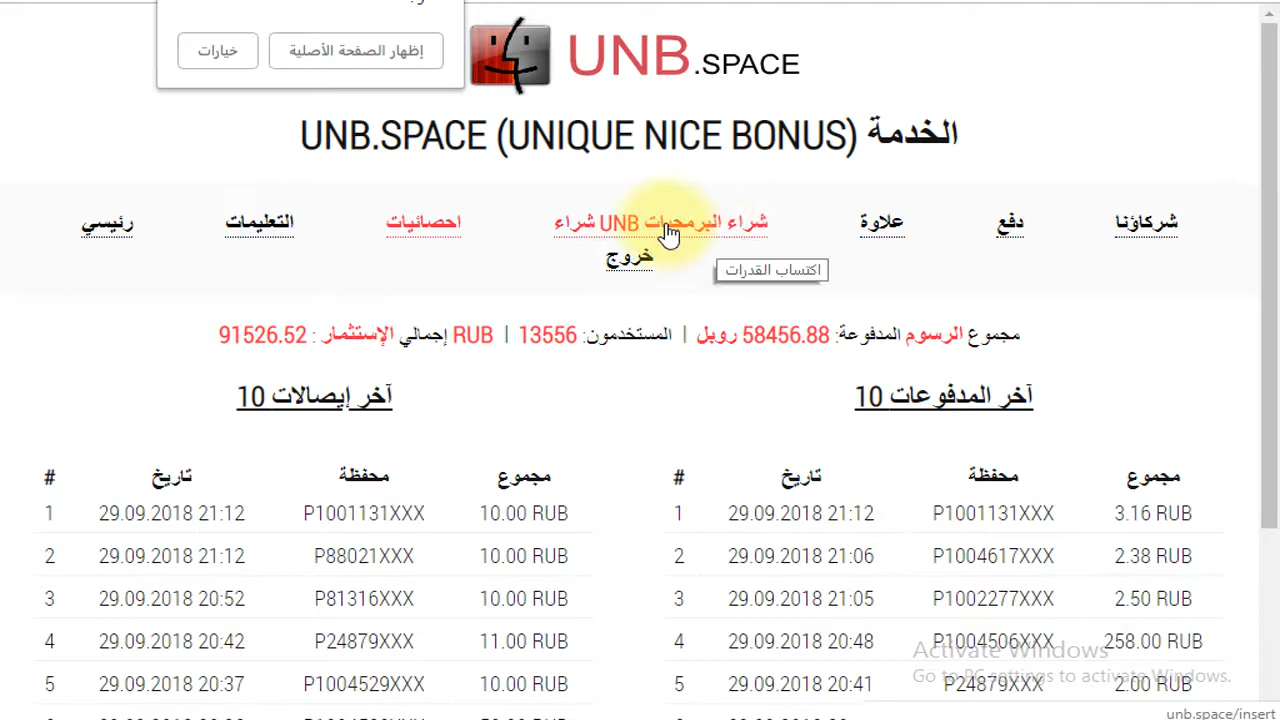 إظهار الصفحة الأصلية
خيارات
UNB.SPACE
الخدمة UNB.SPACE (UNIQUE NICE BONUS)
رئيسي
التعليمات
احصائيات
شراء البرمجيات UNB شراء
علاوة
دفع
شركاؤنا
خروج
اكتساب القدرات
مجموع الرسوم المدفوعة: 58456.88 روبل | المستخدمون: 13556 | RUB إجمالي الإستثمار : 91526.52
آخر إيصالات 10
# تاريخ محفظة مجموع
1 29.09.2018 21:12 P1001131XXX 10.00 RUB
2 29.09.2018 21:12 P88021XXX 10.00 RUB
3 29.09.2018 20:52 P81316XXX 10.00 RUB
4 29.09.2018 20:42 P24879XXX 11.00 RUB
5 29.09.2018 20:37 P1004529XXX 10.00 RUB
آخر المدفوعات 10
# تاريخ محفظة مجموع
1 29.09.2018 21:12 P1001131XXX 3.16 RUB
2 29.09.2018 21:06 P1004617XXX 2.38 RUB
3 29.09.2018 21:05 P1002277XXX 2.50 RUB
4 29.09.2018 20:48 P1004506XXX 258.00 RUB
5 29.09.2018 20:41 P24879XXX 2.00 RUB
Activate Windows
Go to PC settings to activate Windows.
unb.space/insert